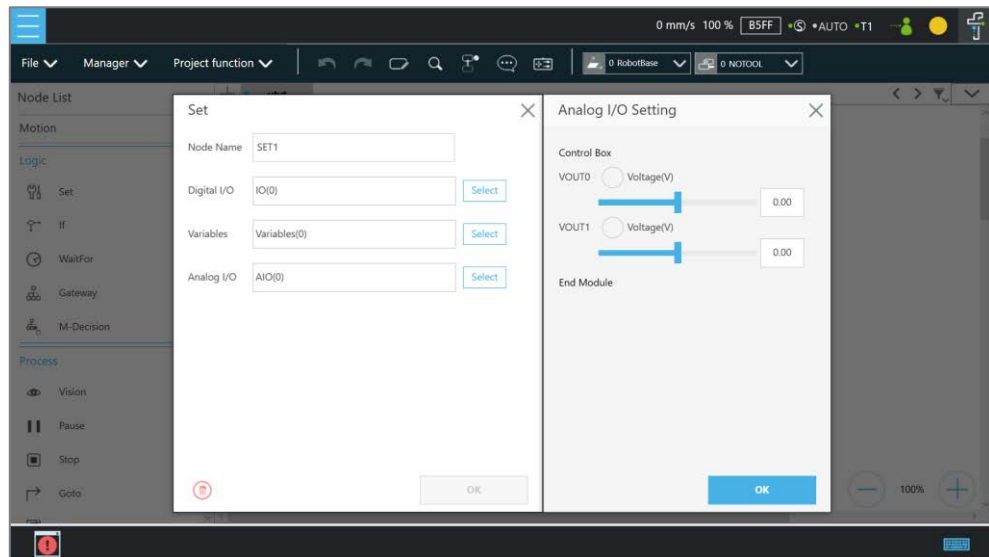 0 mm/s 100 % B5FF •Ⓢ •AUTO •T1
File Manager Project function 0 RobotBase 0 NOTOOL
Node List
Motion
Logic
Set
If
WaitFor
Gateway
M-Decision
Process
Vision
Pause
Stop
Goto
Set
Node Name SET1
Digital I/O IO(0) Select
Variables Variables(0) Select
Analog I/O AIO(0) Select
OK
Analog I/O Setting
Control Box
VOUT0 Voltage(V)
0.00
VOUT1 Voltage(V)
0.00
End Module
OK
100%